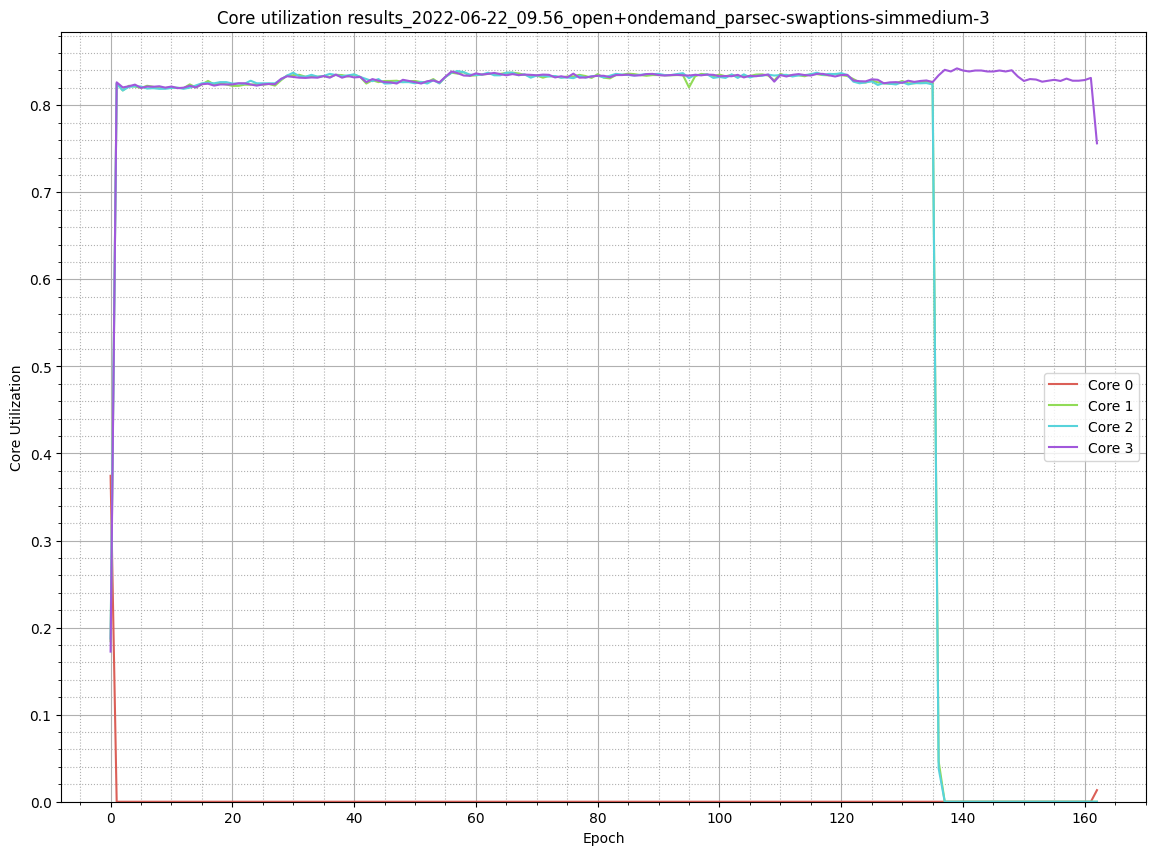 Core utilization results_2022-06-22_09.56_open+ondemand_parsec-swaptions-simmedium-3
Core Utilization
0.8
0.7
0.6
0.5
0.4
0.3
0.2
0.1
0.0
Core 0
Core 1
Core 2
Core 3
0 20 40 60 80 100 120 140 160
Epoch